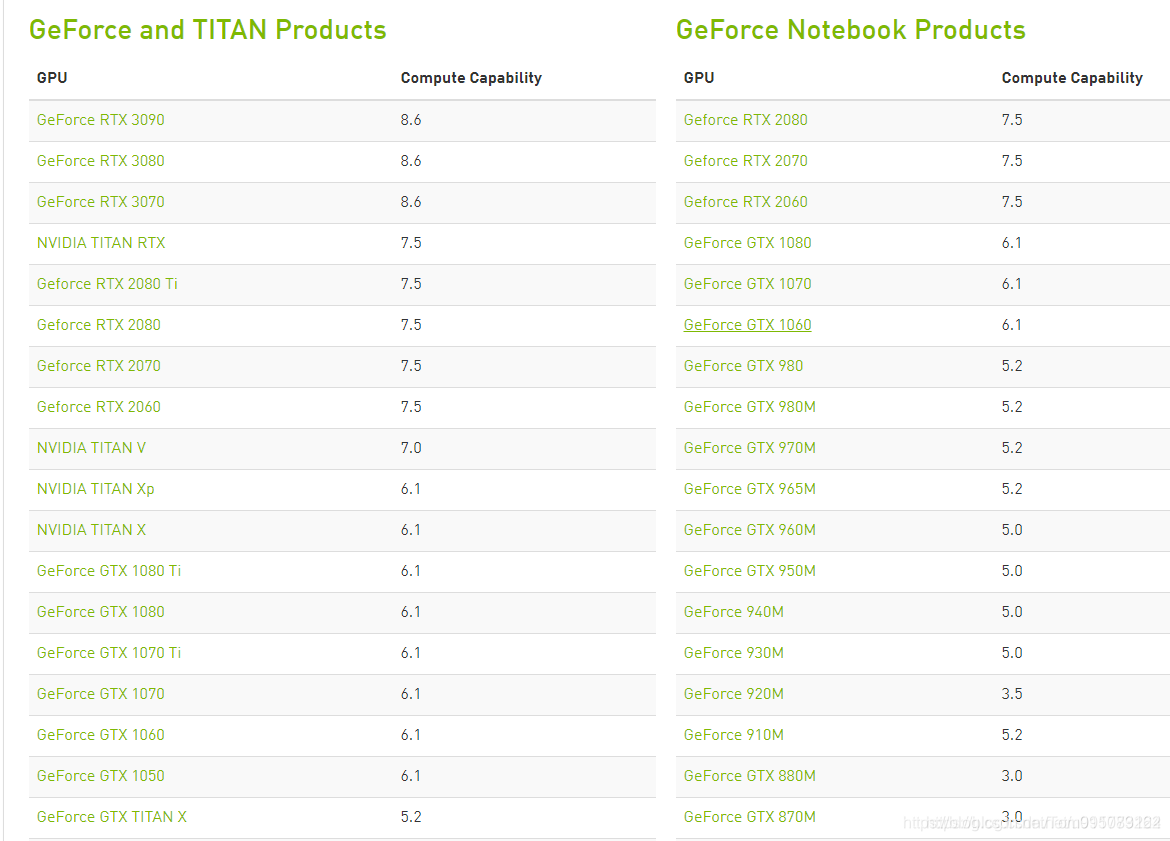 GeForce and TITAN Products
GPU Compute Capability
GeForce RTX 3090 8.6
GeForce RTX 3080 8.6
GeForce RTX 3070 8.6
NVIDIA TITAN RTX 7.5
Geforce RTX 2080 Ti 7.5
Geforce RTX 2080 7.5
Geforce RTX 2070 7.5
Geforce RTX 2060 7.5
NVIDIA TITAN V 7.0
NVIDIA TITAN Xp 6.1
NVIDIA TITAN X 6.1
GeForce GTX 1080 Ti 6.1
GeForce GTX 1080 6.1
GeForce GTX 1070 Ti 6.1
GeForce GTX 1070 6.1
GeForce GTX 1060 6.1
GeForce GTX 1050 6.1
GeForce GTX TITAN X 5.2
GeForce Notebook Products
GPU Compute Capability
Geforce RTX 2080 7.5
Geforce RTX 2070 7.5
Geforce RTX 2060 7.5
GeForce GTX 1080 6.1
GeForce GTX 1070 6.1
GeForce GTX 1060 6.1
GeForce GTX 980 5.2
GeForce GTX 980M 5.2
GeForce GTX 970M 5.2
GeForce GTX 965M 5.2
GeForce GTX 960M 5.0
GeForce GTX 950M 5.0
GeForce 940M 5.0
GeForce 930M 5.0
GeForce 920M 3.5
GeForce 910M 5.2
GeForce GTX 880M 3.0
GeForce GTX 870M 3.0